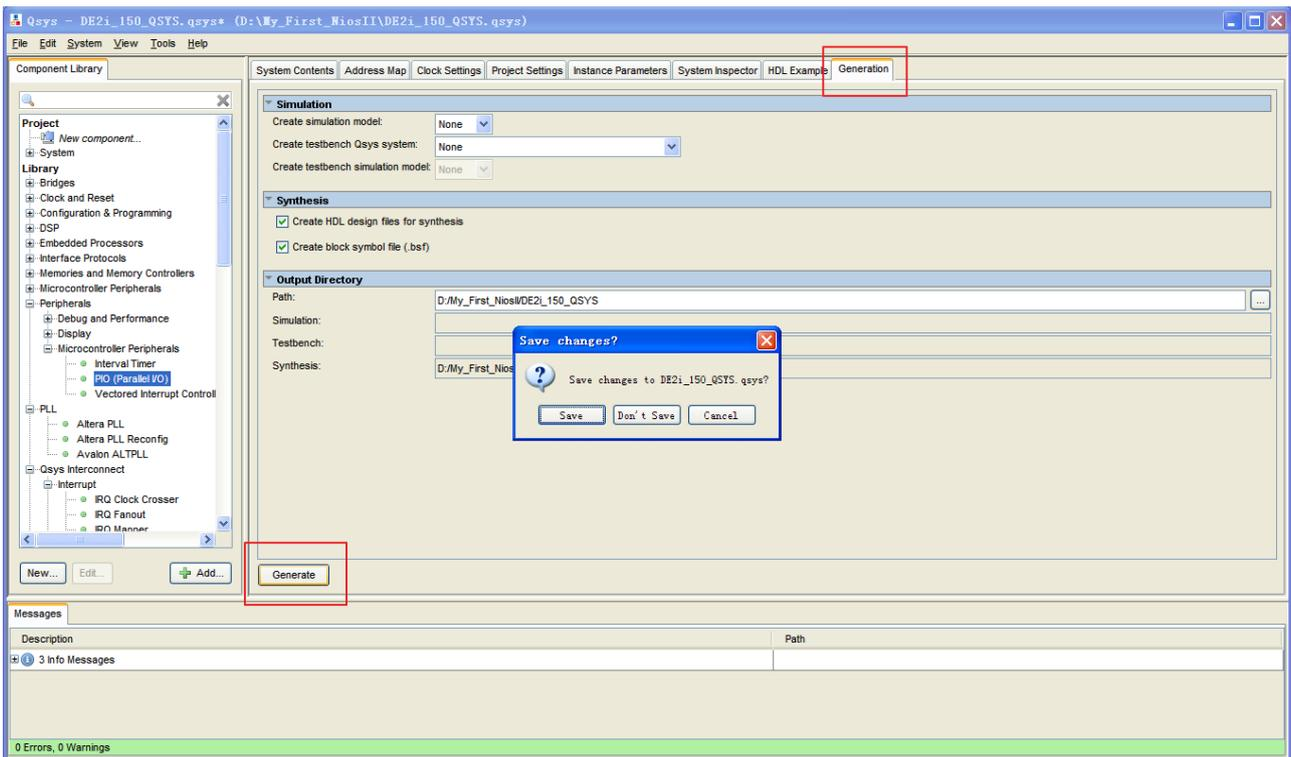 Qsys - DE2i_150_QSYS.qsys* (D:\My_First_NiosII\DE2i_150_QSYS.qsys)
File Edit System View Tools Help
Component Library
System Contents Address Map Clock Settings Project Settings Instance Parameters System Inspector HDL Example Generation
Project
New component...
System
Library
Bridges
Clock and Reset
Configuration & Programming
DSP
Embedded Processors
Interface Protocols
Memories and Memory Controllers
Microcontroller Peripherals
Peripherals
Debug and Performance
Display
Microcontroller Peripherals
Interval Timer
PIO (Parallel I/O)
Vectored Interrupt Controll
PLL
Altera PLL
Altera PLL Reconfig
Avalon ALTPLL
Qsys Interconnect
Interrupt
IRQ Clock Crosser
IRQ Fanout
IRQ Mapper
New... Edit... Add...
Simulation
Create simulation model: None
Create testbench Qsys system: None
Create testbench simulation model: None
Synthesis
Create HDL design files for synthesis
Create block symbol file (.bsf)
Output Directory
Path: D:/My_First_NiosII/DE2i_150_QSYS ...
Simulation:
Testbench:
Synthesis: D:/My_First_Nios
Save changes?
Save changes to DE2i_150_QSYS.qsys?
Save Don't Save Cancel
Generate
Messages
Description Path
3 Info Messages
0 Errors, 0 Warnings